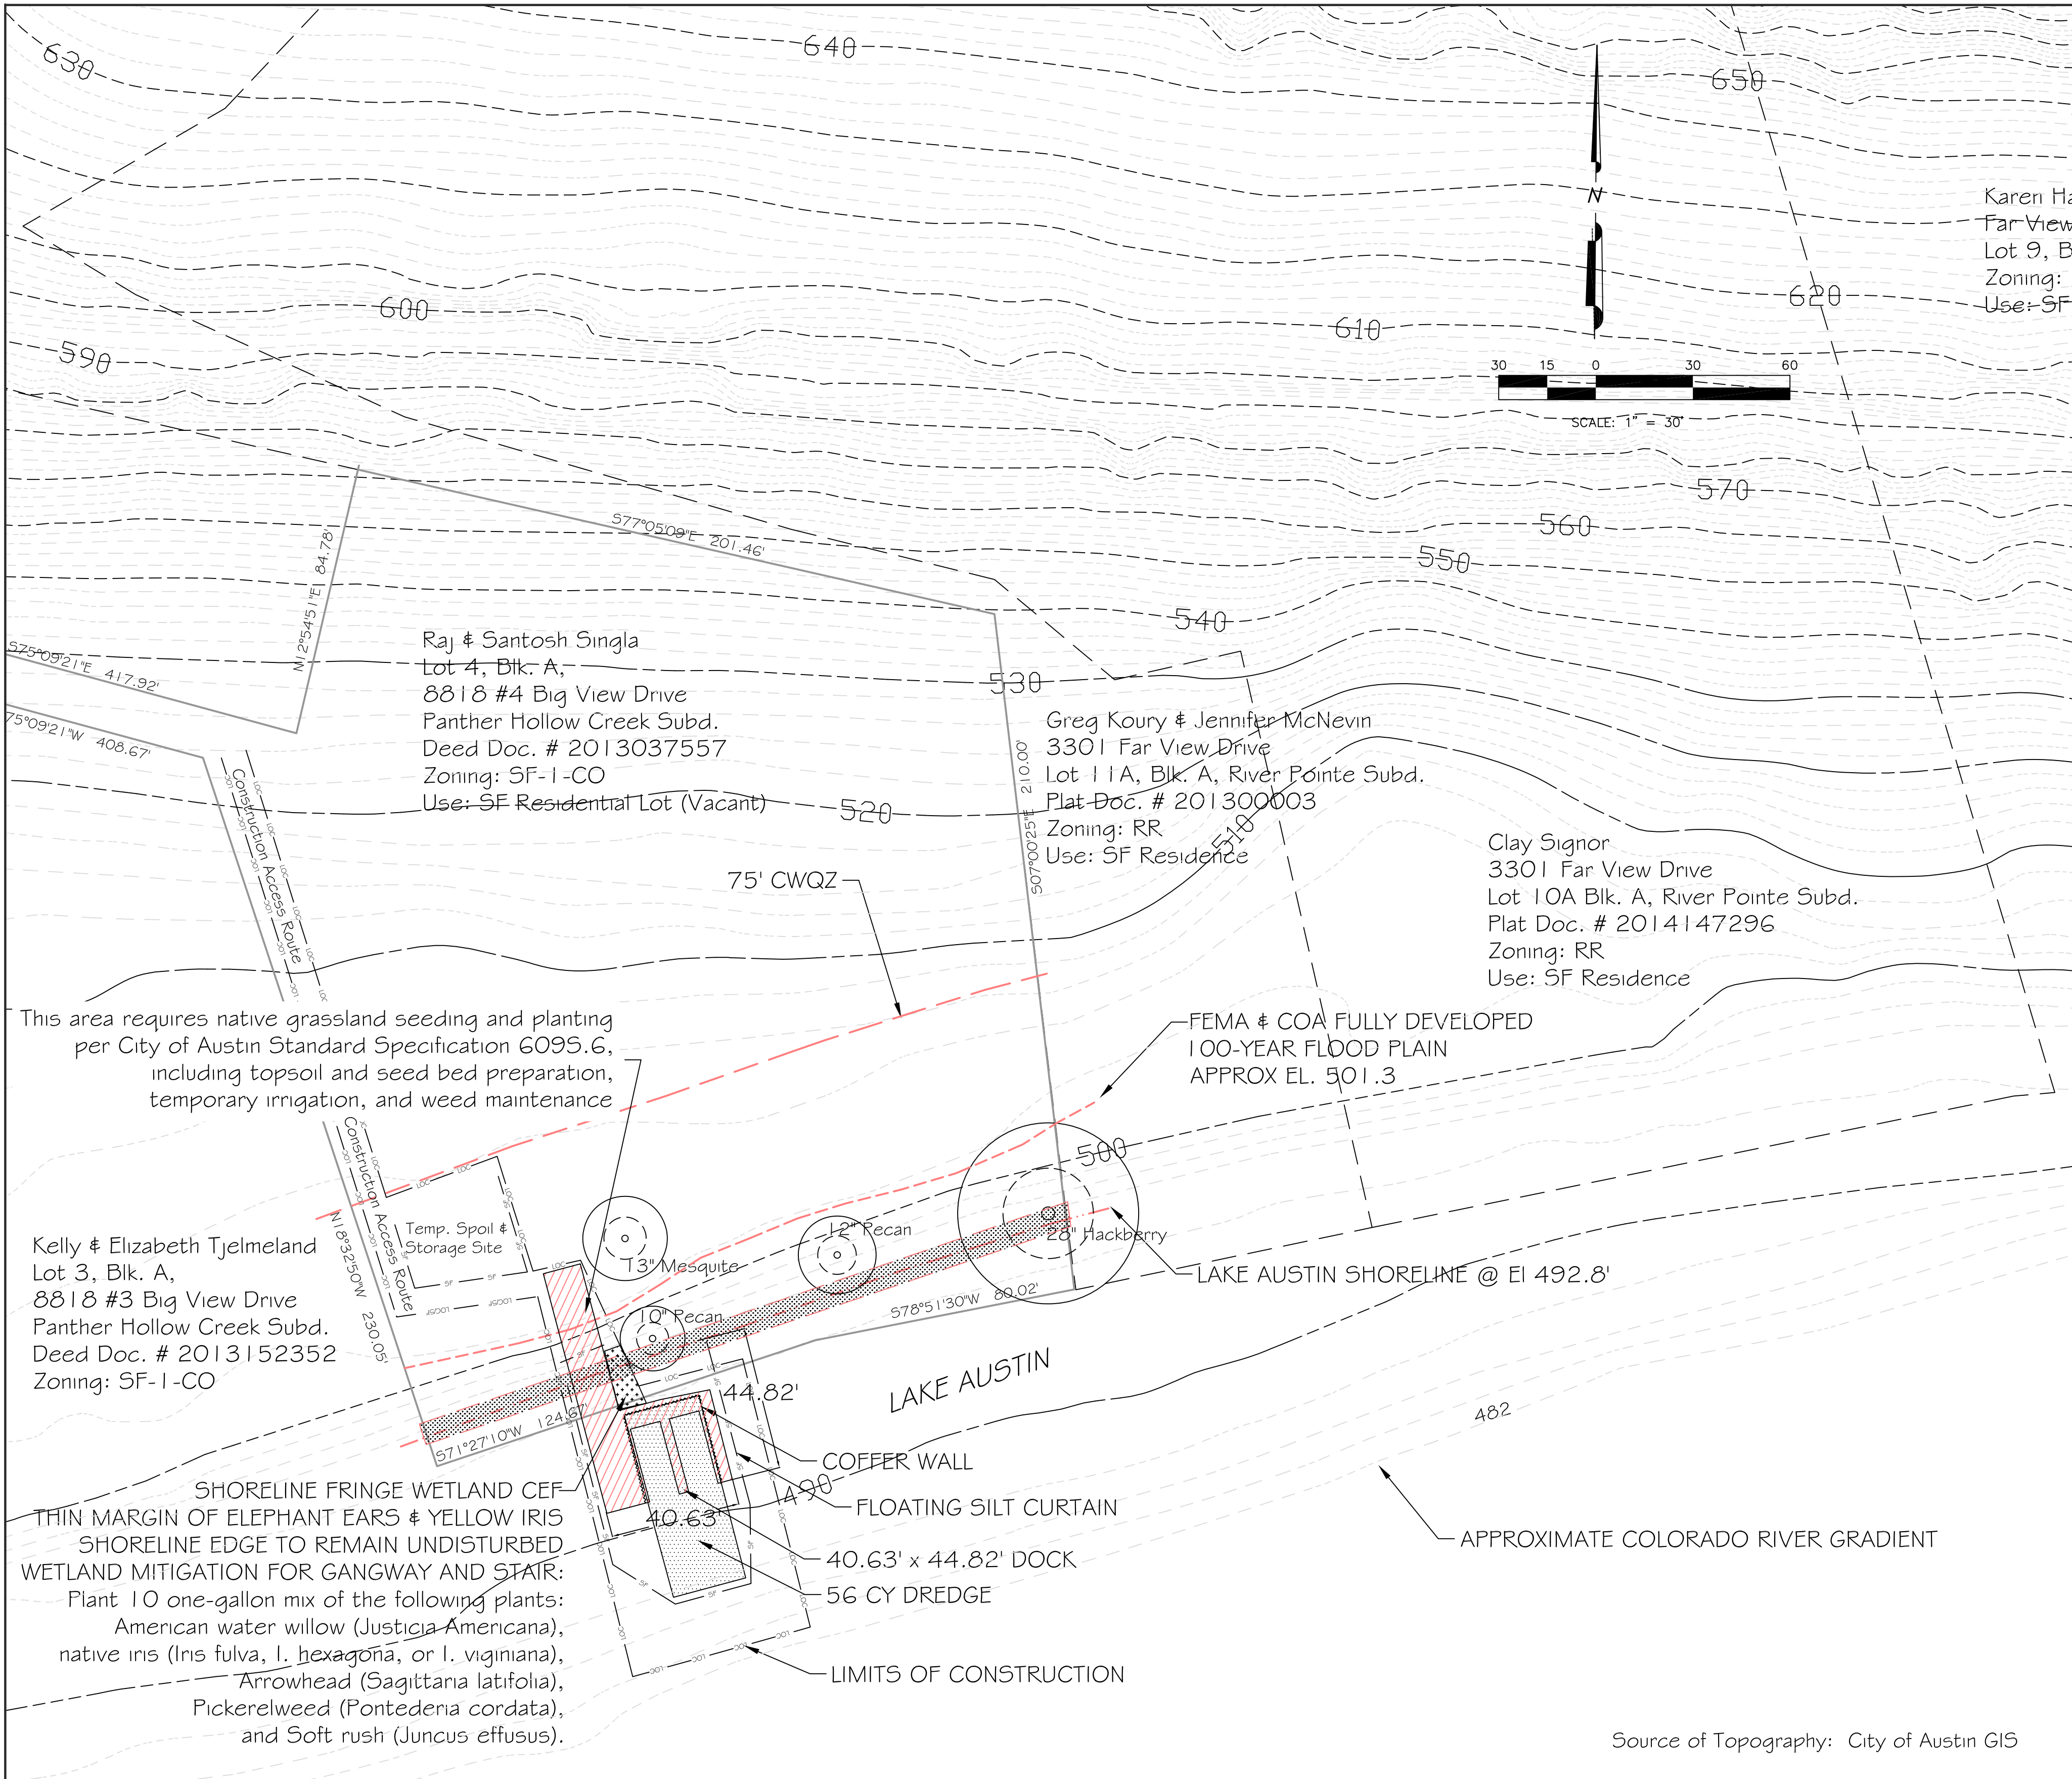 630
640
650
N
Far View
Lot 9,
Zoning:
Use: SF
600
590
610
620
30 15 0 30 60
SCALE: 1" = 30'
570
560
550
540
530
520
510
500
S77°05'09"E 201.46'
N12°54'51"E 84.78'
S75°09'21"E 417.92'
75°09'21"W 408.67'
Raj & Santosh Singla
Lot 4, Blk. A,
8818 #4 Big View Drive
Panther Hollow Creek Subd.
Deed Doc. # 2013037557
Zoning: SF-1-CO
Use: SF Residential Lot (Vacant)
S07°00'25"E 210.00'
Greg Koury & Jennifer McNevin
3301 Far View Drive
Lot 11A, Blk. A, River Pointe Subd.
Plat Doc. # 201300003
Zoning: RR
Use: SF Residence
Clay Signor
3301 Far View Drive
Lot 10A Blk. A, River Pointe Subd.
Plat Doc. # 2014147296
Zoning: RR
Use: SF Residence
Construction Access Route
75' CWQZ
This area requires native grassland seeding and planting
per City of Austin Standard Specification 609S.6,
including topsoil and seed bed preparation,
temporary irrigation, and weed maintenance
FEMA & COA FULLY DEVELOPED
100-YEAR FLOOD PLAIN
APPROX EL. 501.3
Construction Access Route
Temp. Spoil &
Storage Site
N18°32'50"W 230.05'
13" Mesquite
12" Pecan
28" Hackberry
10" Pecan
LAKE AUSTIN SHORELINE @ El 492.8'
Kelly & Elizabeth Tjelmeland
Lot 3, Blk. A,
8818 #3 Big View Drive
Panther Hollow Creek Subd.
Deed Doc. # 2013152352
Zoning: SF-1-CO
S78°51'30"W 80.02'
S71°27'10"W 124.67'
LAKE AUSTIN
44.82'
40.63'
490
482
COFFER WALL
FLOATING SILT CURTAIN
40.63' x 44.82' DOCK
56 CY DREDGE
LIMITS OF CONSTRUCTION
APPROXIMATE COLORADO RIVER GRADIENT
SHORELINE FRINGE WETLAND CEF
THIN MARGIN OF ELEPHANT EARS & YELLOW IRIS
SHORELINE EDGE TO REMAIN UNDISTURBED
WETLAND MITIGATION FOR GANGWAY AND STAIR:
Plant 10 one-gallon mix of the following plants:
American water willow (Justicia Americana),
native iris (Iris fulva, I. hexagona, or I. viginiana),
Arrowhead (Sagittaria latifolia),
Pickerelweed (Pontederia cordata),
and Soft rush (Juncus effusus).
Source of Topography: City of Austin GIS